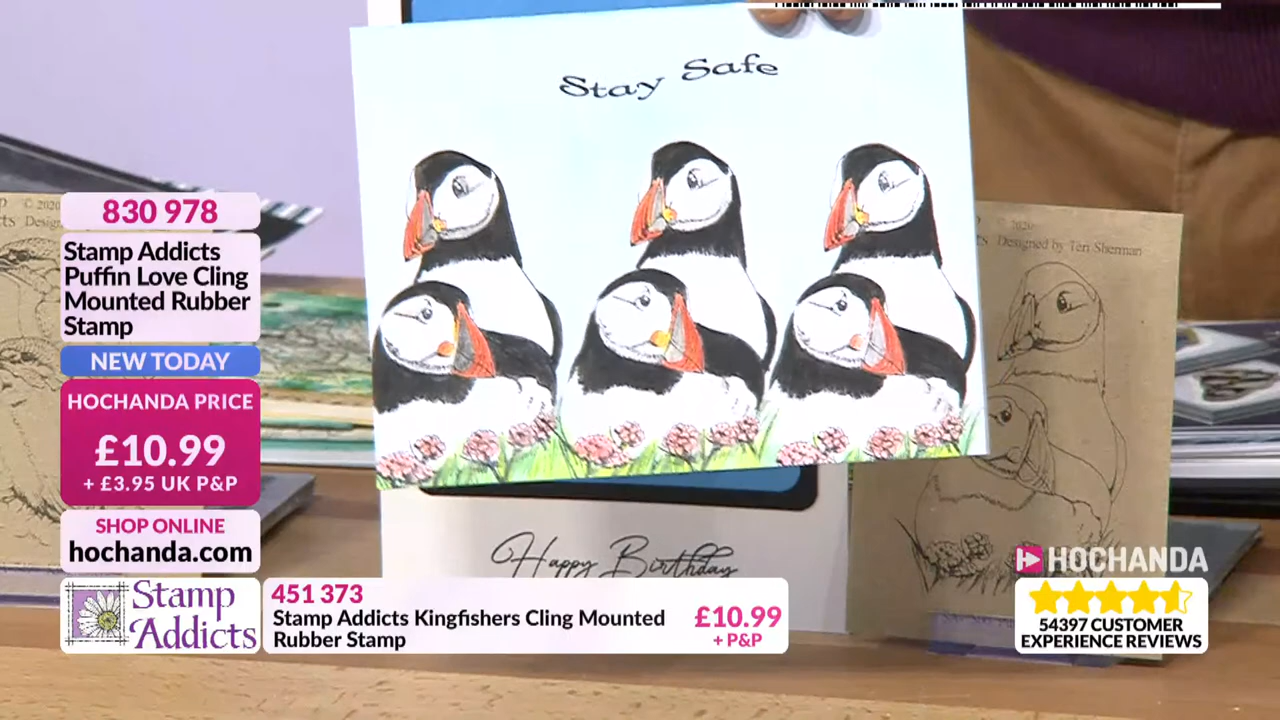 Stay Safe
830 978
Stamp Addicts
Puffin Love Cling
Mounted Rubber
Stamp
NEW TODAY
HOCHANDA PRICE
£10.99
+ £3.95 UK P&P
SHOP ONLINE
hochanda.com
© 2020
Designed by Teri Sherman
Happy Birthday
HOCHANDA
Stamp
Addicts
451 373
Stamp Addicts Kingfishers Cling Mounted
Rubber Stamp
£10.99
+ P&P
54397 CUSTOMER
EXPERIENCE REVIEWS